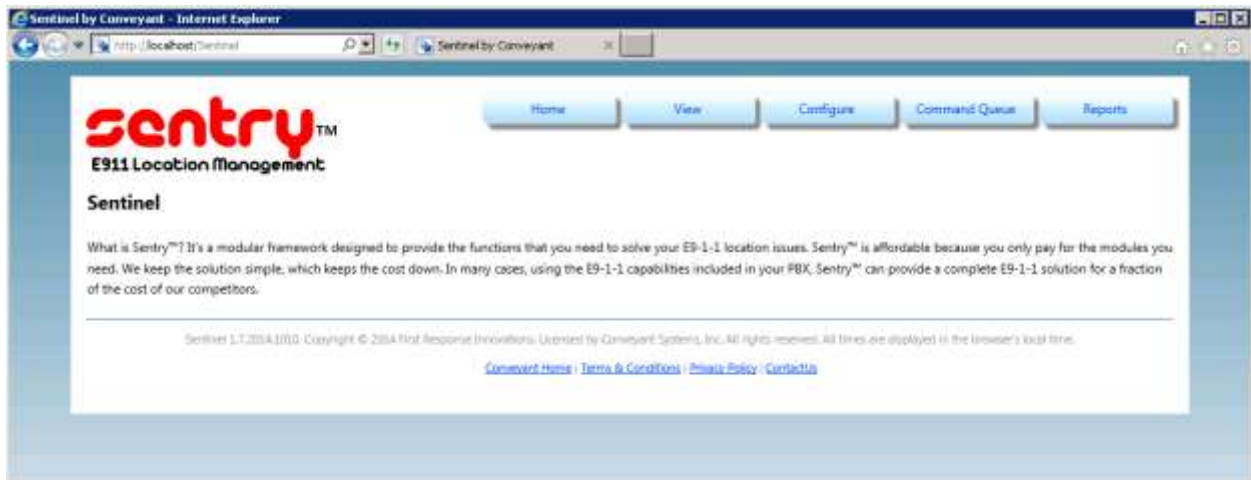 Sentinel by Conveyant - Internet Explorer
http://localhost/Sentinel
Sentinel by Conveyant
Home
View
Configure
Command Queue
Reports
sentry™
E911 Location Management
Sentinel
What is Sentry™? It's a modular framework designed to provide the functions that you need to solve your E9-1-1 location issues. Sentry™ is affordable because you only pay for the modules you
need. We keep the solution simple, which keeps the cost down. In many cases, using the E9-1-1 capabilities included in your PBX, Sentry™ can provide a complete E9-1-1 solution for a fraction
of the cost of our competitors.
Sentinel 1.7.2014.1010. Copyright © 2014 First Response Innovations. Licensed by Conveyant Systems, Inc. All rights reserved. All times are displayed in the browser's local time.
Conveyant Home | Terms & Conditions | Privacy Policy | ContactUs